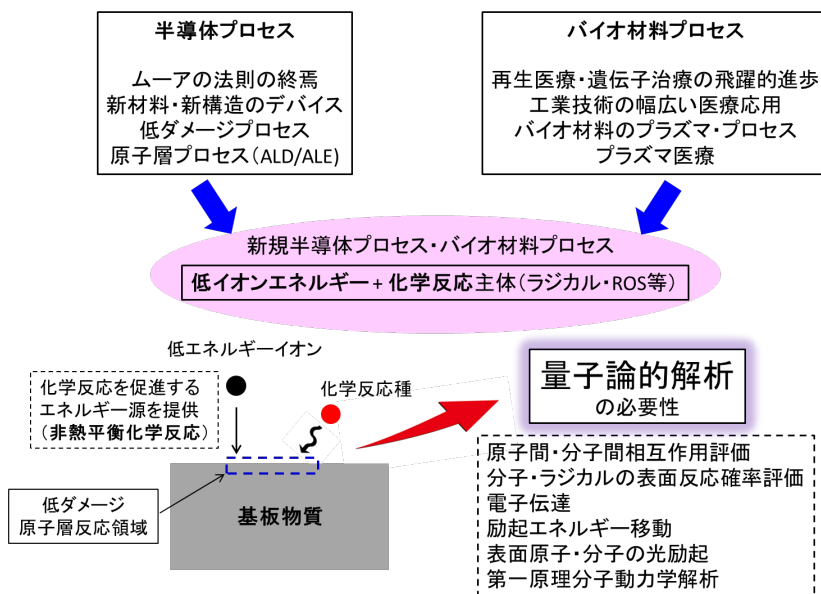 半導体プロセス
ムーアの法則の終焉
新材料・新構造のデバイス
低ダメージプロセス
原子層プロセス(ALD/ALE)
バイオ材料プロセス
再生医療・遺伝子治療の飛躍的進歩
工業技術の幅広い医療応用
バイオ材料のプラズマ・プロセス
プラズマ医療
新規半導体プロセス・バイオ材料プロセス
低イオンエネルギー + 化学反応主体(ラジカル・ROS等)
低エネルギーイオン
化学反応を促進する
エネルギー源を提供
(非熱平衡化学反応)
化学反応種
低ダメージ
原子層反応領域
基板物質
量子論的解析
の必要性
原子間・分子間相互作用評価
分子・ラジカルの表面反応確率評価
電子伝達
励起エネルギー移動
表面原子・分子の光励起
第一原理分子動力学解析